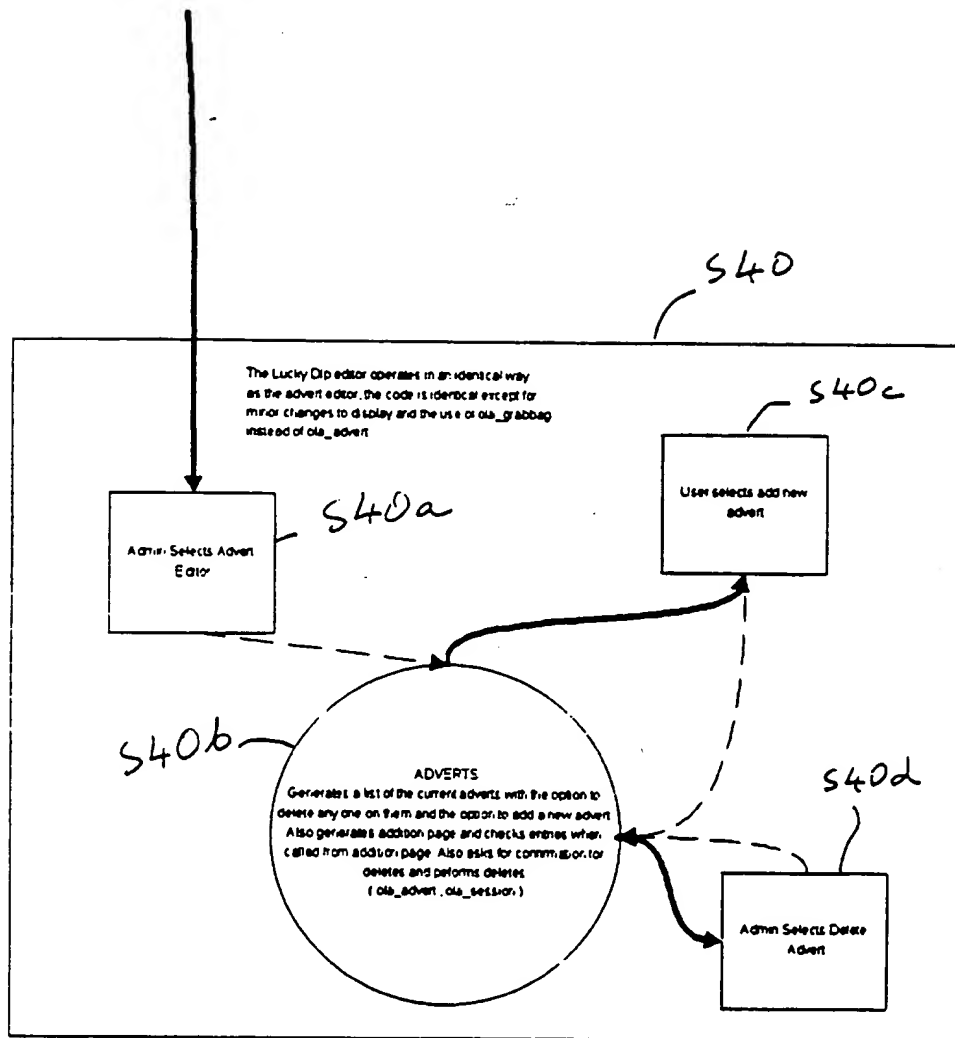 S40
The Lucky Dip editor operates in an identical way
as the advert editor, the code is identical except for
minor changes to display and the use of ola_grabbag
instead of ola_advert
S40c
User selects add new
advert
S40a
Admin Selects Advert
Editor
S40b
ADVERTS
Generates a list of the current adverts with the option to
delete any one on them and the option to add a new advert
Also generates addition page and checks entries when
called from addition page. Also asks for confirmation for
deletes and peforms deletes
( ola_advert , ola_session )
S40d
Admin Selects Delete
Advert